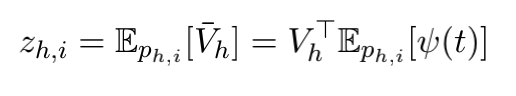 $z_{h,i} = \mathbb{E}_{p_{h,i}}[\bar{V}_h] = V_h^\top \mathbb{E}_{p_{h,i}}[\psi(t)]$